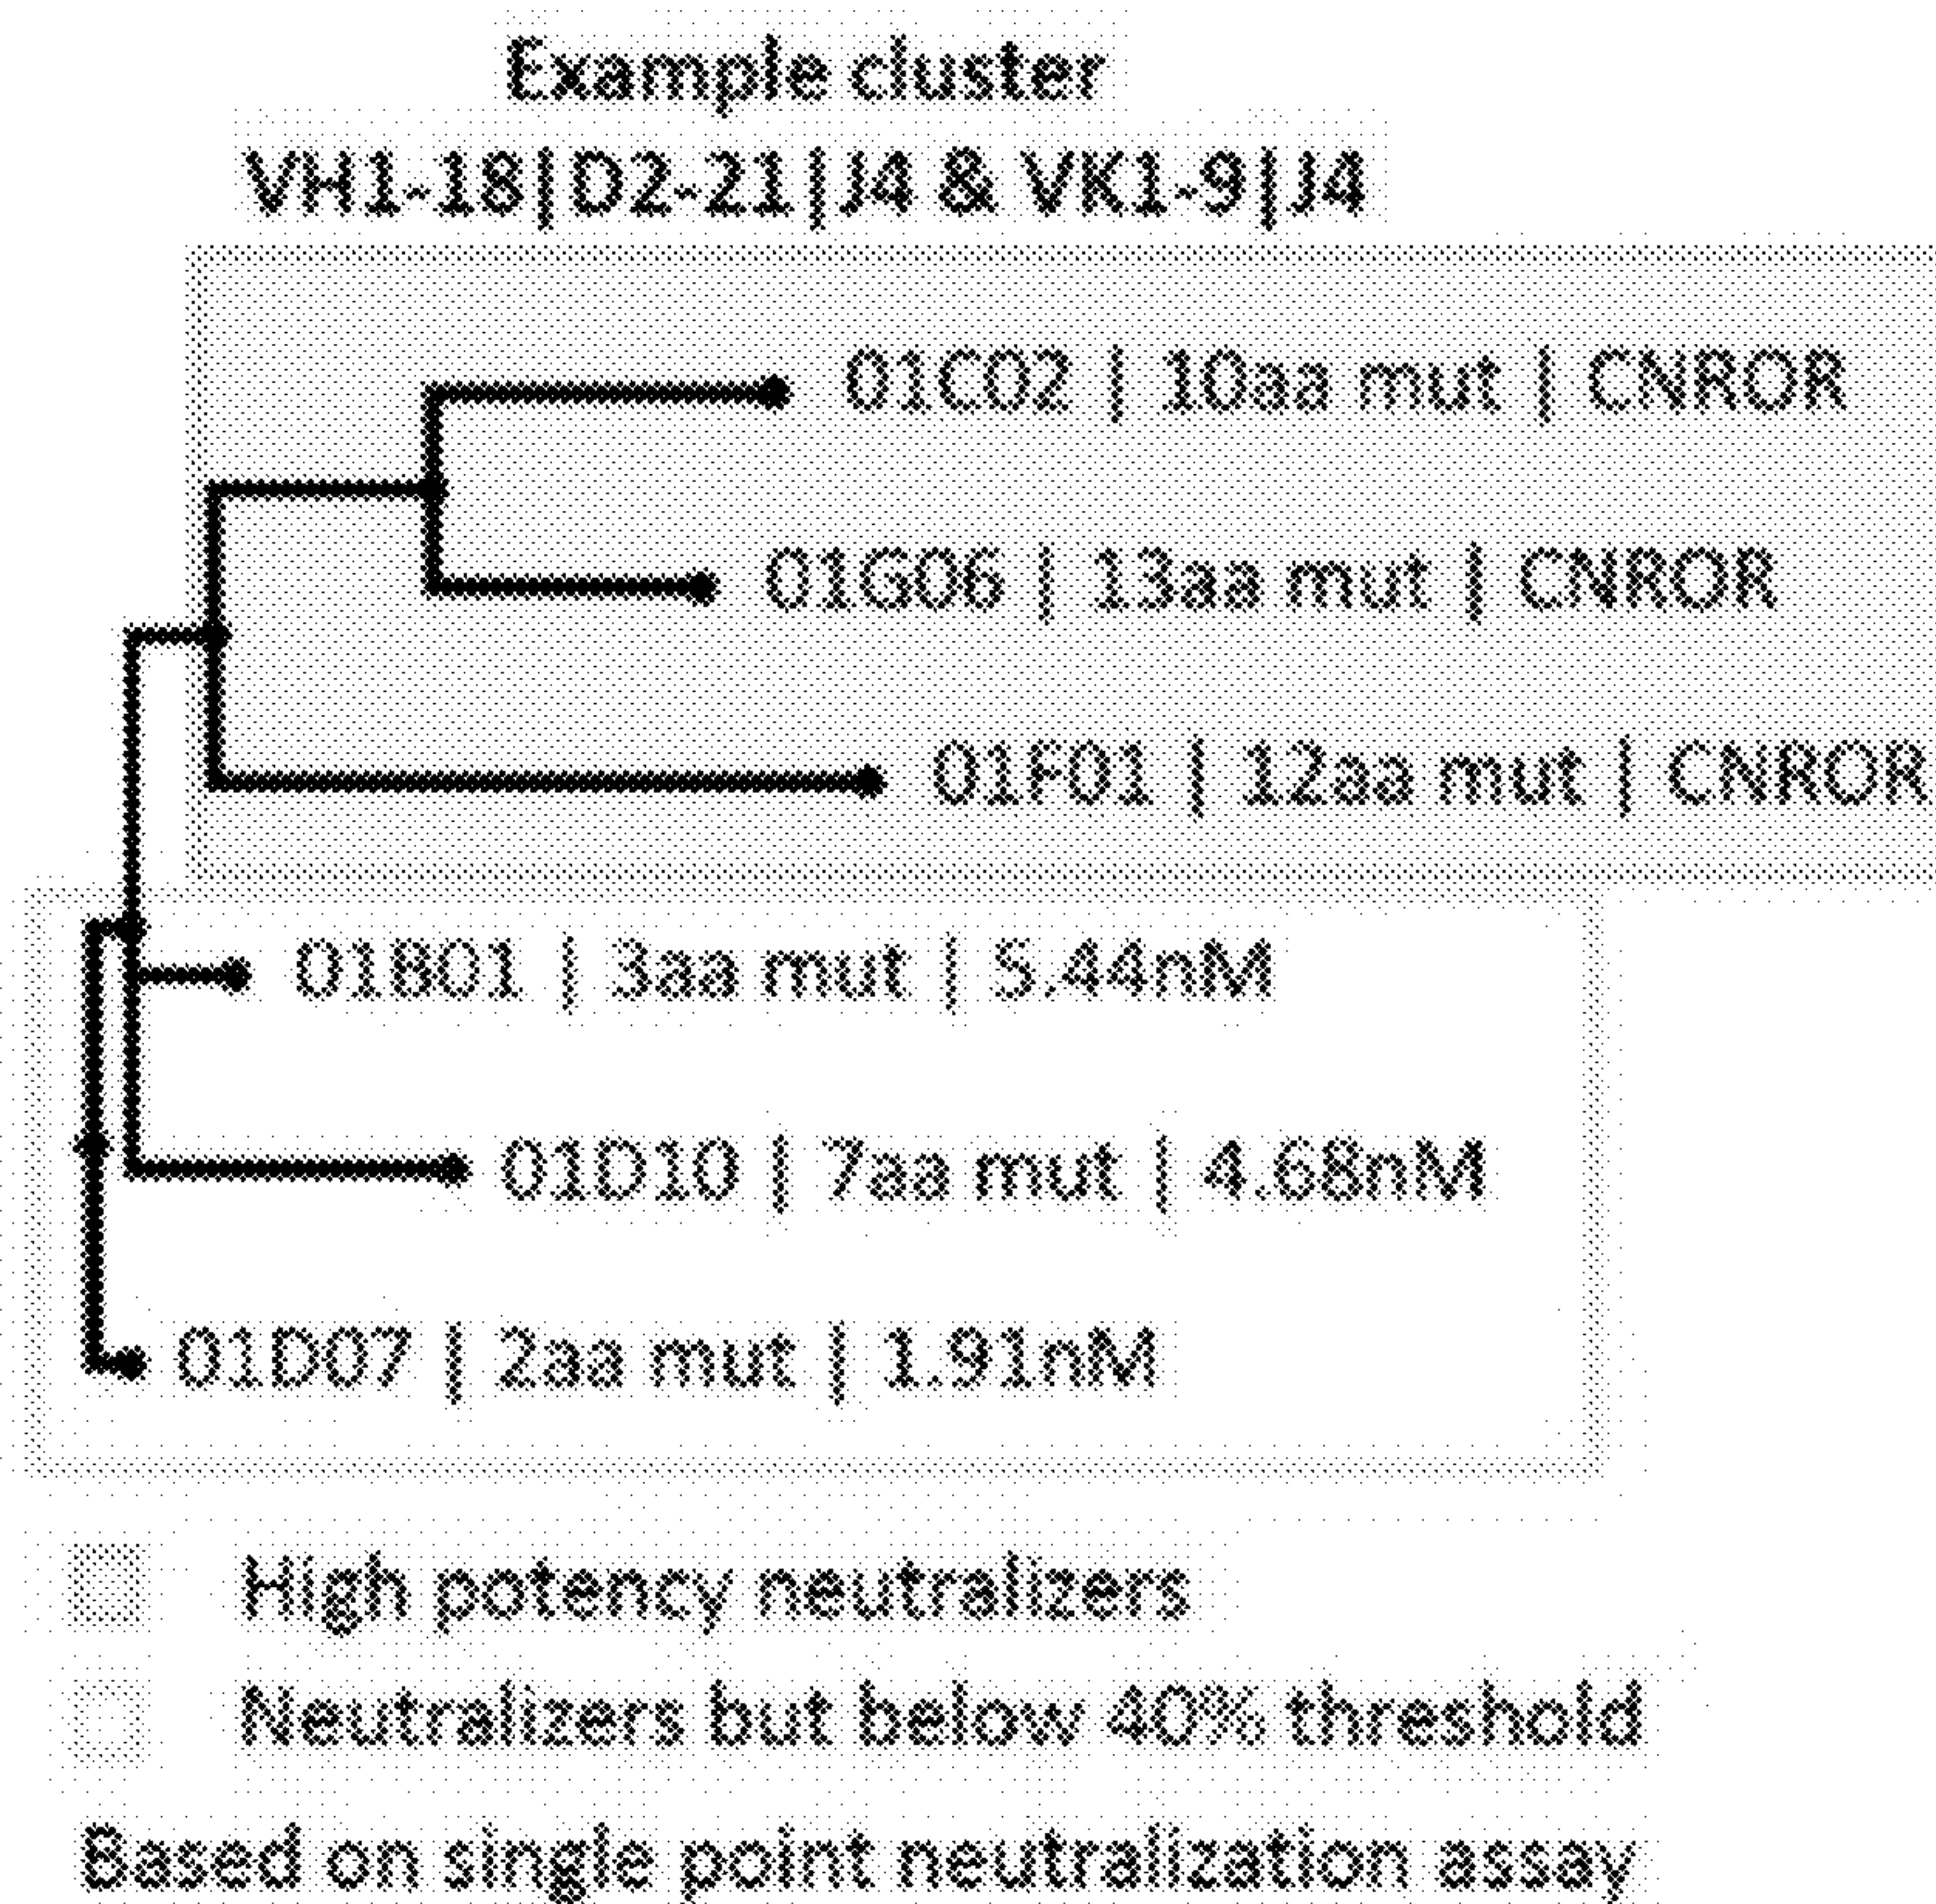 Example cluster
VH1-18|D2-21|J4 & VK1-9|J4
01C02 | 10aa mut | CNROR
01G06 | 13aa mut | CNROR
01F01 | 12aa mut | CNROR
01B01 | 3aa mut | 5.44nM
01D10 | 7aa mut | 4.68nM
01D07 | 2aa mut | 1.91nM
High potency neutralizers
Neutralizers but below 40% threshold
Based on single point neutralization assay